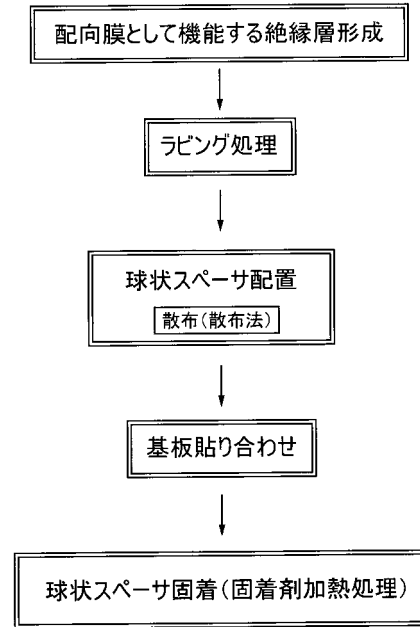 配向膜として機能する絶縁層形成
ラビング処理
球状スペーサ配置
散布(散布法)
基板貼り合わせ
球状スペーサ固着(固着剤加熱処理)